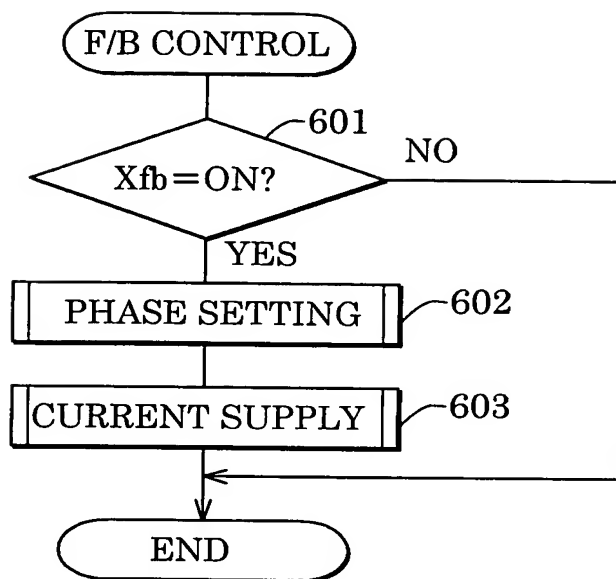 F/B CONTROL
601
Xfb=ON?
NO
YES
PHASE SETTING
602
CURRENT SUPPLY
603
END